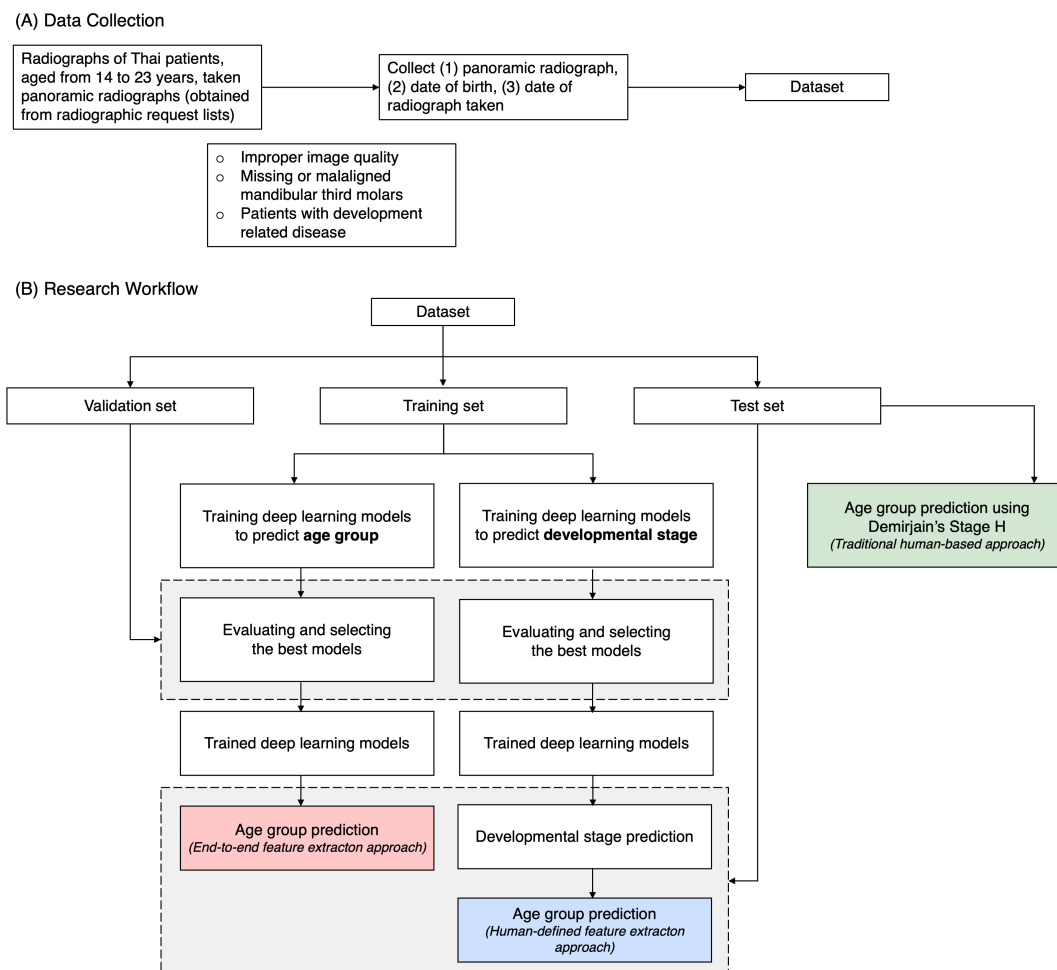 (A) Data Collection
Radiographs of Thai patients,
aged from 14 to 23 years, taken
panoramic radiographs (obtained
from radiographic request lists)
Collect (1) panoramic radiograph,
(2) date of birth, (3) date of
radiograph taken
Dataset
○ Improper image quality
○ Missing or malaligned
mandibular third molars
○ Patients with development
related disease
(B) Research Workflow
Dataset
Validation set
Training set
Test set
Training deep learning models
to predict age group
Training deep learning models
to predict developmental stage
Age group prediction using
Demirjain's Stage H
(Traditional human-based approach)
Evaluating and selecting
the best models
Evaluating and selecting
the best models
Trained deep learning models
Trained deep learning models
Age group prediction
(End-to-end feature extracton approach)
Developmental stage prediction
Age group prediction
(Human-defined feature extracton
approach)